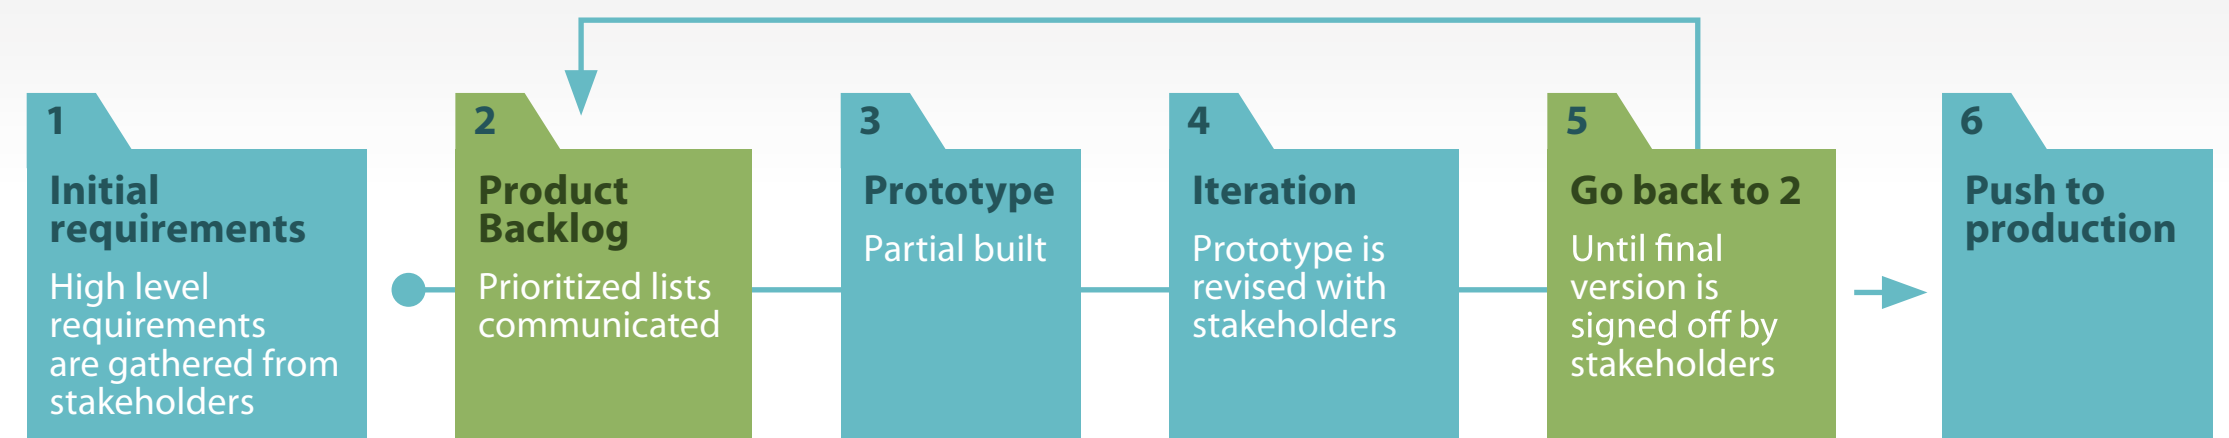 1
Initial
requirements
High level
requirements
are gathered from
stakeholders
2
Product
Backlog
Prioritized lists
communicated
3
Prototype
Partial built
4
Iteration
Prototype is
revised with
stakeholders
5
Go back to 2
Until final
version is
signed off by
stakeholders
6
Push to
production